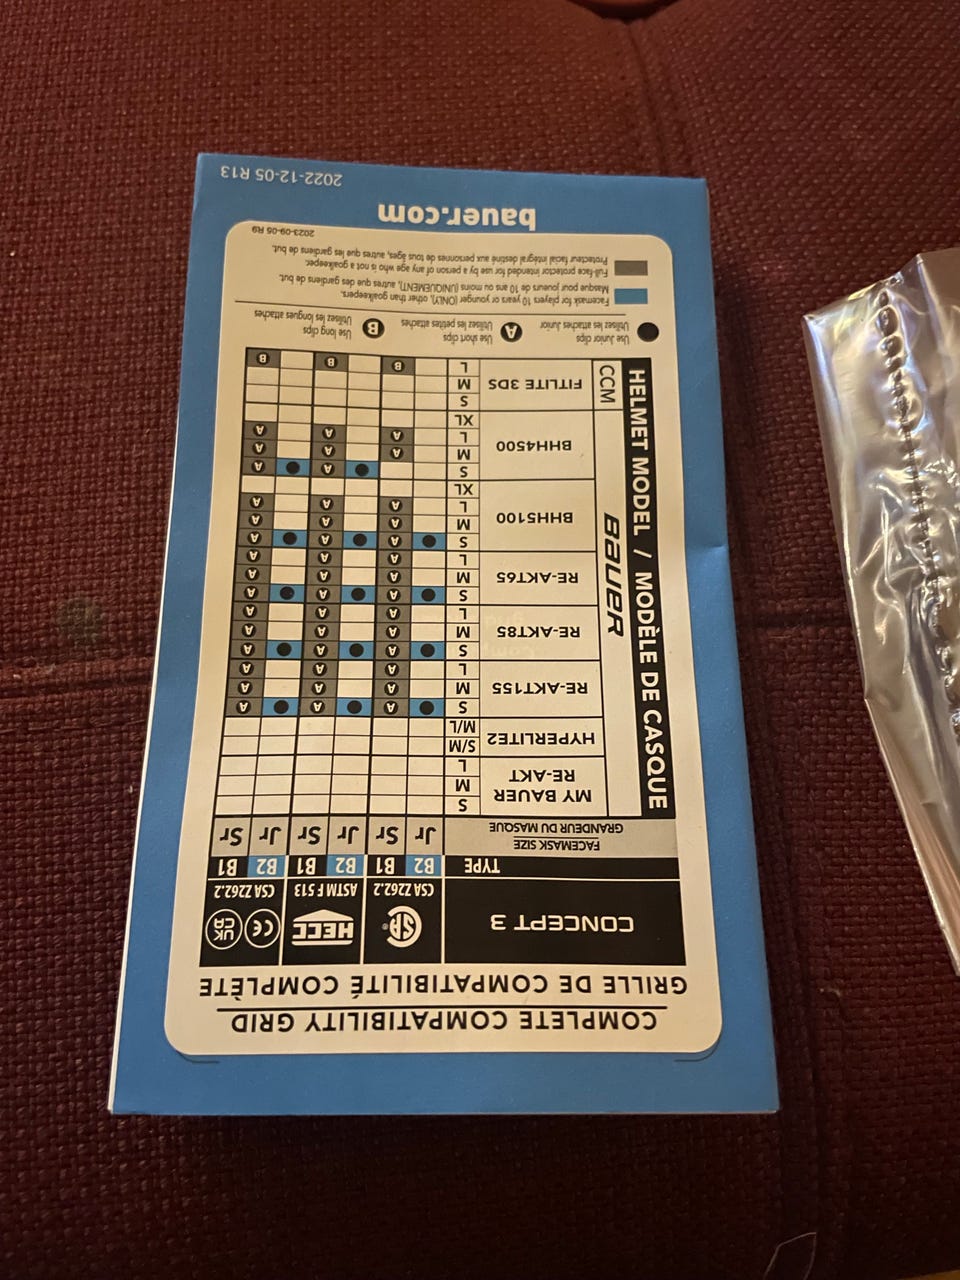 COMPLETE COMPATIBILITY GRID
GRILLE DE COMPATIBILITÉ COMPLÈTE
CONCEPT 3 SA® HECC CE UK CA
CSA Z262.2 ASTM F 513 CSA Z262.2
TYPE B2 B1 B2 B1 B2 B1
FACEMASK SIZE
GRANDEUR DU MASQUE Jr Sr Jr Sr Jr Sr
HELMET MODEL / MODÈLE DE CASQUE
BAUER
MY BAUER RE-AKT S
M
L
HYPERLITE2 S/M
M/L
RE-AKT155 S A A A
M A A A
L A A A
RE-AKT85 S A A A
M A A A
L A A A
RE-AKT65 S A A A
M A A A
L A A A
BHH5100 S A A A
M A A A
L A A A
XL
BHH4500 S A A
M A A A
L A A A
XL
CCM
FITLITE 3DS S
M
L B B B
Use Junior clips
Utilisez les attaches Junior
A Use short clips
Utilisez les petites attaches
B Use long clips
Utilisez les longues attaches
Facemask for players 10 years or younger (ONLY), other than goalkeepers.
Masque pour joueurs de 10 ans ou moins (UNIQUEMENT), autres que des gardiens de but.
Full-face protector intended for use by a person of any age who is not a goalkeeper.
Protecteur facial intégral destiné aux personnes de tous âges, autres que les gardiens de but.
2023-09-05 R9
bauer.com
2022-12-05 R13